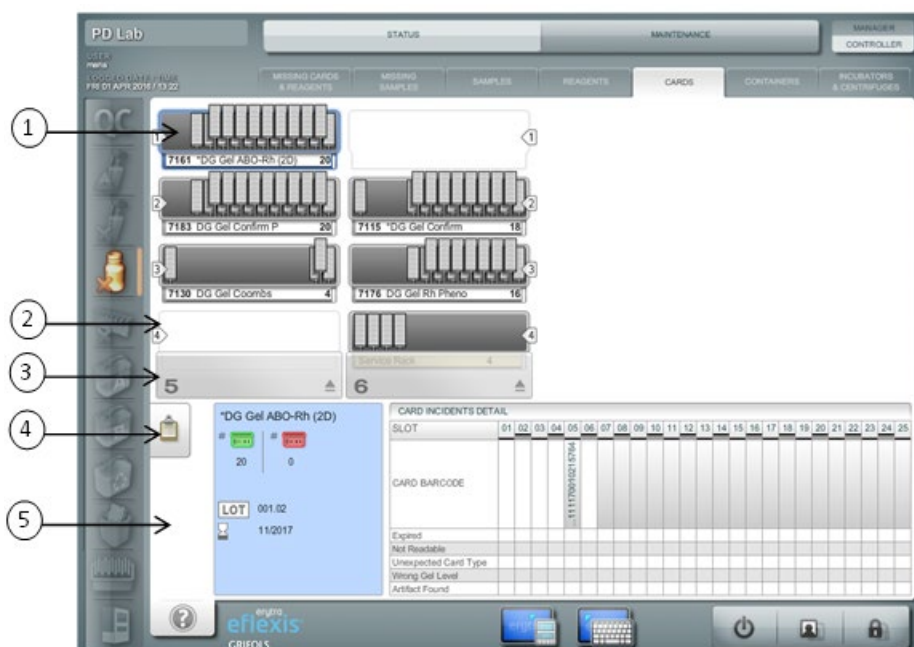 PD Lab
STATUS
MAINTENANCE
MANAGER
CONTROLLER
USER
mena
LOGGED DATE / TIME
FRI 01 APR 2016 / 13:22
MISSING CARDS & REAGENTS
MISSING SAMPLES
SAMPLES
REAGENTS
CARDS
CONTAINERS
INCUBATORS & CENTRIFUGES
QC
1
1
7161 *DG Gel ABO-Rh (2D) 20
1
2
7183 DG Gel Confirm P 20
7115 *DG Gel Confirm 18
2
3
7130 DG Gel Coombs 4
7176 DG Gel Rh Pheno 16
3
2
4
Service Rack 4
4
3
5
6
4
*DG Gel ABO-Rh (2D)
# #
20 0
LOT 001.02
11/2017
CARD INCIDENTS DETAIL
SLOT 01 02 03 04 05 06 07 08 09 10 11 12 13 14 15 16 17 18 19 20 21 22 23 24 25
CARD BARCODE
...111170010215764
5
Expired
Not Readable
Unexpected Card Type
Wrong Gel Level
Artifact Found
?
erytra
eflexis
GRIFOLS